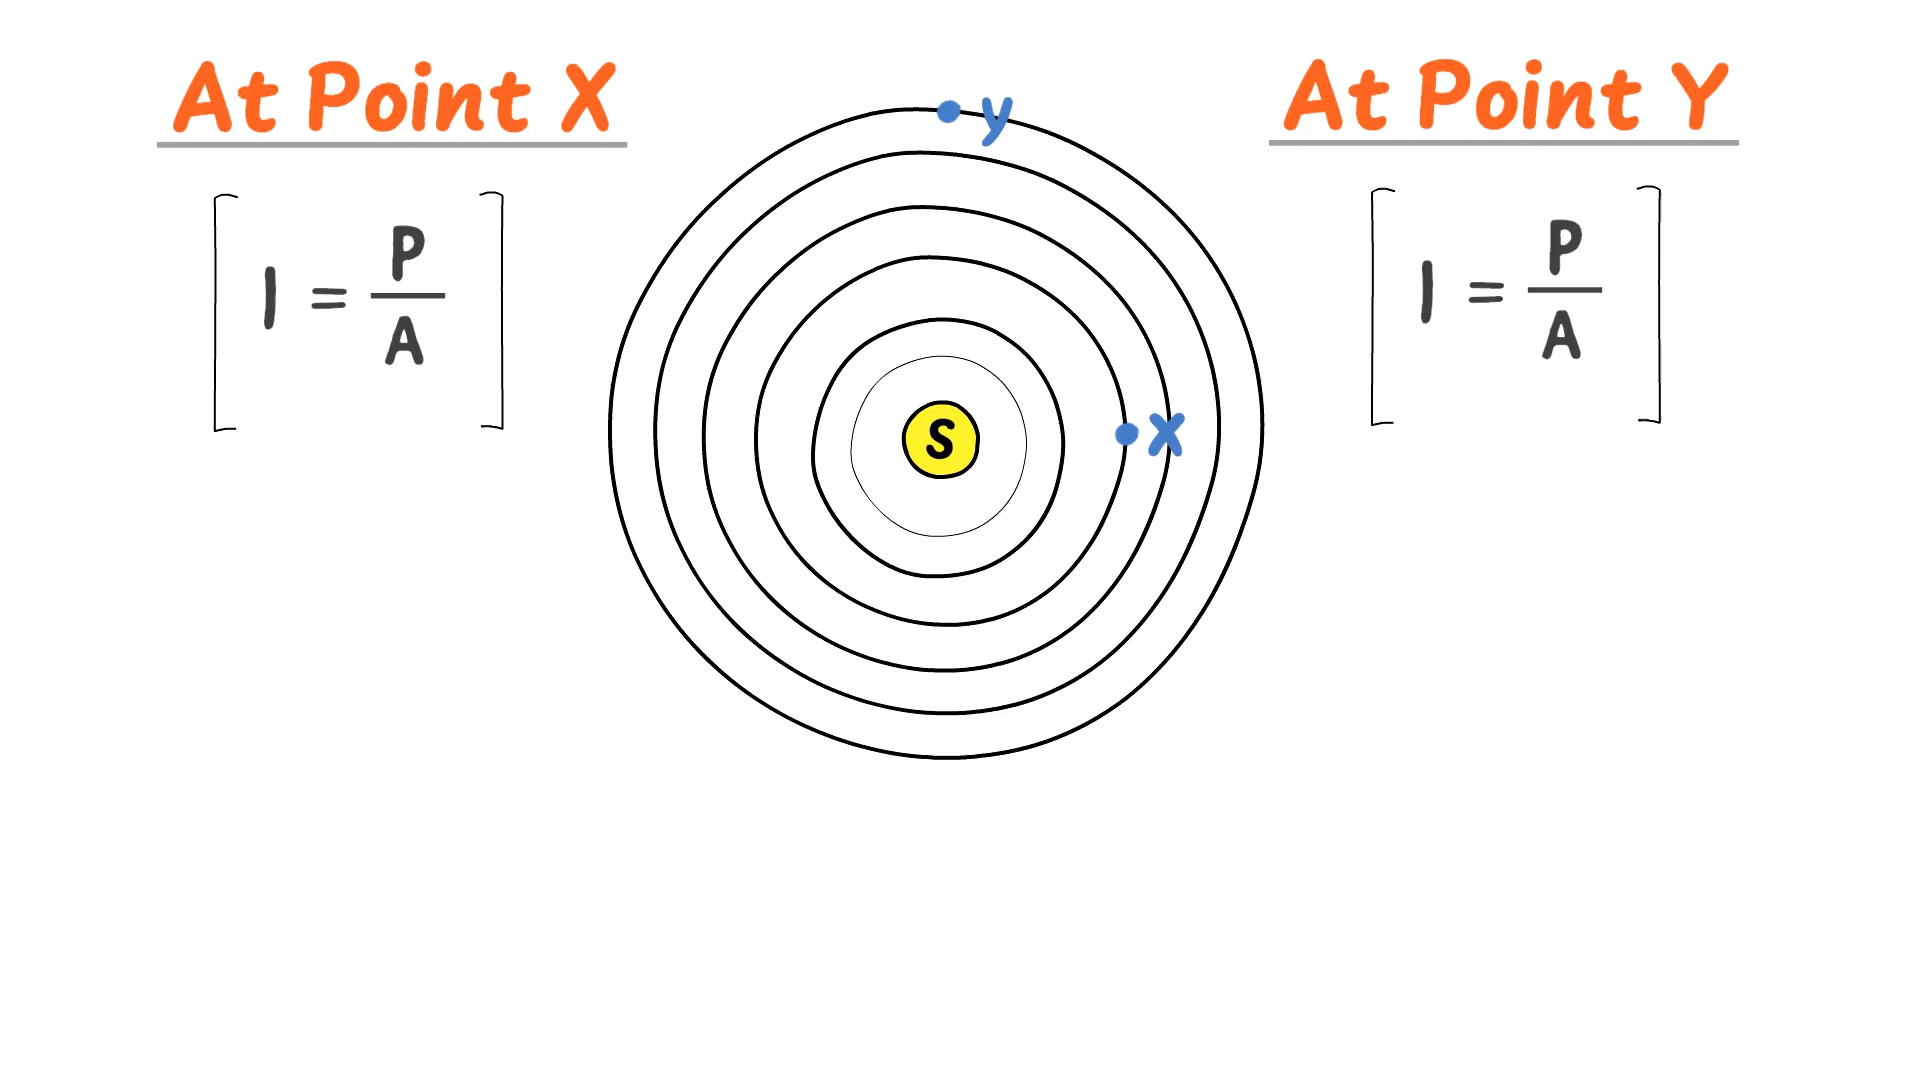 At Point X
I = P/A
y
S
x
At Point Y
I = P/A